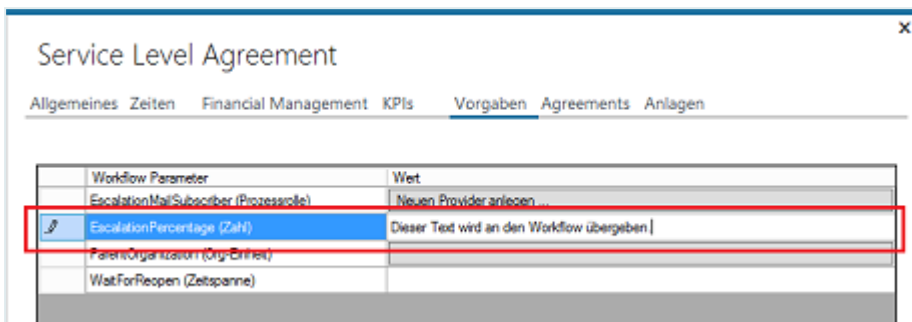 Service Level Agreement
Allgemeines Zeiten Financial Management KPIs Vorgaben Agreements Anlagen
Workflow Parameter Wert
EscalationMailSubscriber (Prozessrolle) Neuen Provider anlegen ...
EscalationPercentage (Zahl) Dieser Text wird an den Workflow übergeben.
ParentOrganization (Org-Einheit)
WaitForReopen (Zeitspanne)